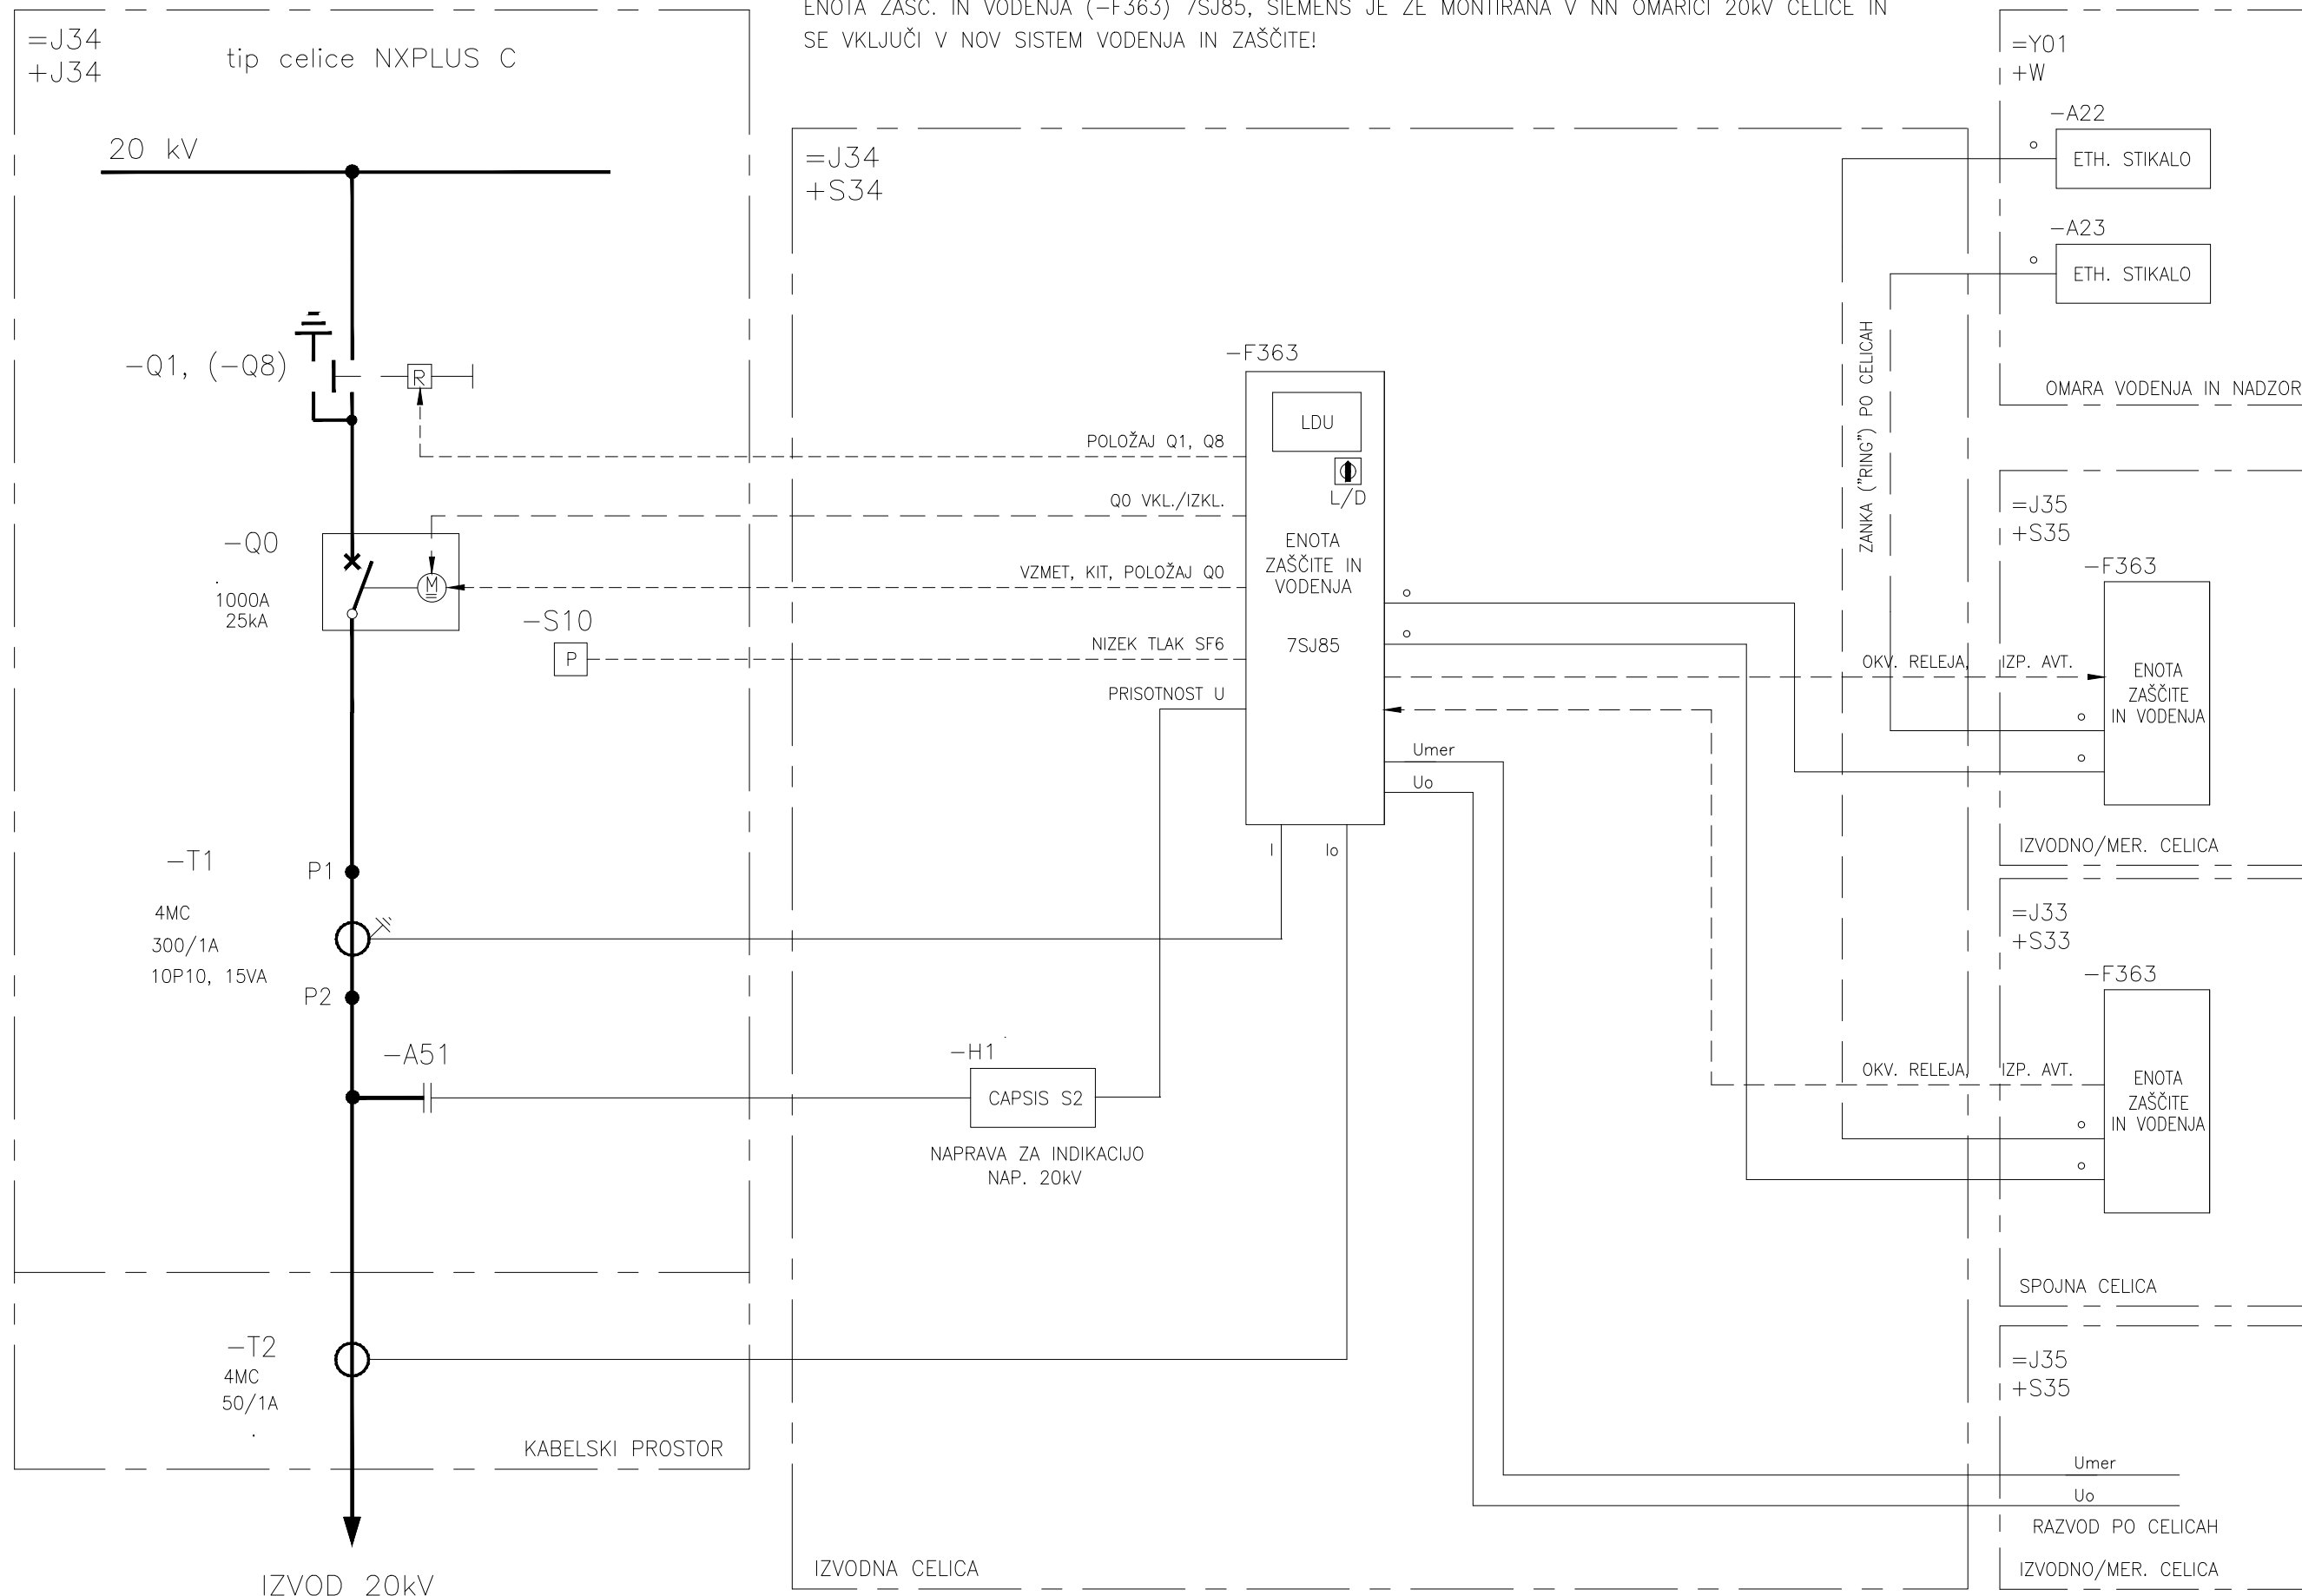 ENOTA ZAŠČ. IN VODENJA (–F363) 7SJ85, SIEMENS JE ŽE MONTIRANA V NN OMARICI 20kV CELICE IN
SE VKLJUČI V NOV SISTEM VODENJA IN ZAŠČITE!
=J34
+J34
tip celice NXPLUS C
20 kV
–Q1, (–Q8)
R
–Q0
1000A
25kA
M
–S10
P
–T1
4MC
300/1A
10P10, 15VA
P1
P2
–A51
–T2
4MC
50/1A
KABELSKI PROSTOR
IZVOD 20kV
=J34
+S34
–F363
LDU
L/D
ENOTA
ZAŠČITE IN
VODENJA
7SJ85
POLOŽAJ Q1, Q8
Q0 VKL./IZKL.
VZMET, KIT, POLOŽAJ Q0
NIZEK TLAK SF6
PRISOTNOST U
Umer
Uo
I
Io
–H1
CAPSIS S2
NAPRAVA ZA INDIKACIJO
NAP. 20kV
IZVODNA CELICA
ZANKA ("RING") PO CELICAH
=Y01
+W
–A22
ETH. STIKALO
–A23
ETH. STIKALO
OMARA VODENJA IN NADZOR
=J35
+S35
–F363
OKV. RELEJA, IZP. AVT.
ENOTA
ZAŠČITE
IN VODENJA
IZVODNO/MER. CELICA
=J33
+S33
–F363
OKV. RELEJA, IZP. AVT.
ENOTA
ZAŠČITE
IN VODENJA
SPOJNA CELICA
=J35
+S35
Umer
Uo
RAZVOD PO CELICAH
IZVODNO/MER. CELICA